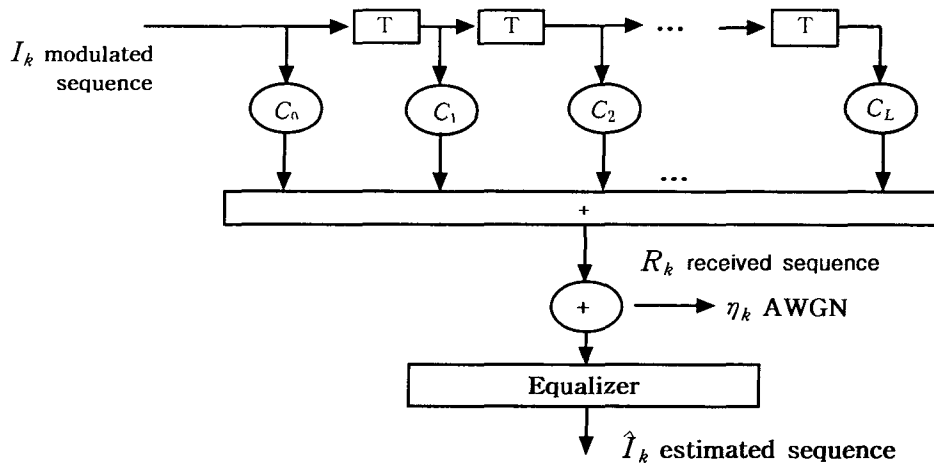 T T ... T
I_k modulated
sequence
C_0 C_1 C_2 C_L
...
+
R_k received sequence
+ η_k AWGN
Equalizer
Î_k estimated sequence